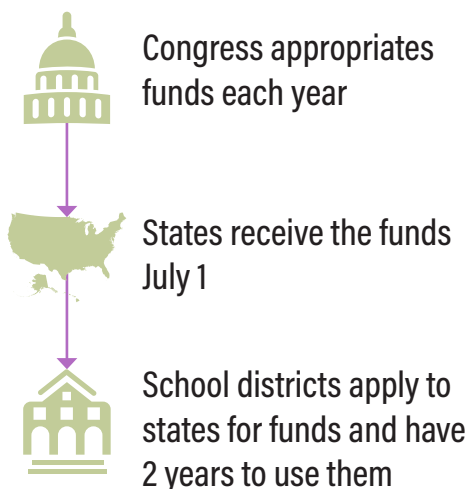 Congress appropriates
funds each year
States receive the funds
July 1
School districts apply to
states for funds and have
2 years to use them